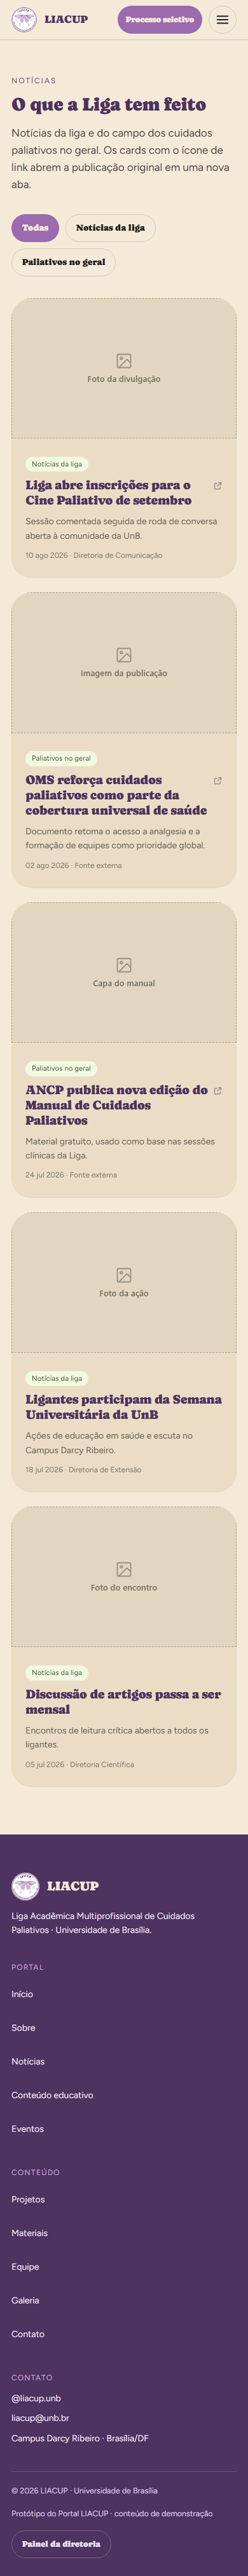 LIACUP
Processo seletivo
NOTÍCIAS
O que a Liga tem feito
Notícias da liga e do campo dos cuidados
paliativos no geral. Os cards com o ícone de
link abrem a publicação original em uma nova
aba.
Todas
Notícias da liga
Paliativos no geral
Foto da divulgação
Notícias da liga
Liga abre inscrições para o
Cine Paliativo de setembro
Sessão comentada seguida de roda de conversa
aberta à comunidade da UnB.
10 ago 2026 · Diretoria de Comunicação
Imagem da publicação
Paliativos no geral
OMS reforça cuidados
paliativos como parte da
cobertura universal de saúde
Documento retoma o acesso a analgesia e a
formação de equipes como prioridade global.
02 ago 2026 · Fonte externa
Capa do manual
Paliativos no geral
ANCP publica nova edição do
Manual de Cuidados
Paliativos
Material gratuito, usado como base nas sessões
clínicas da Liga.
24 jul 2026 · Fonte externa
Foto da ação
Notícias da liga
Ligantes participam da Semana
Universitária da UnB
Ações de educação em saúde e escuta no
Campus Darcy Ribeiro.
18 jul 2026 · Diretoria de Extensão
Foto do encontro
Notícias da liga
Discussão de artigos passa a ser
mensal
Encontros de leitura crítica abertos a todos os
ligantes.
05 jul 2026 · Diretoria Científica
LIACUP
Liga Acadêmica Multiprofissional de Cuidados
Paliativos · Universidade de Brasília.
PORTAL
Início
Sobre
Notícias
Conteúdo educativo
Eventos
CONTEÚDO
Projetos
Materiais
Equipe
Galeria
Contato
CONTATO
@liacup.unb
liacup@unb.br
Campus Darcy Ribeiro · Brasília/DF
© 2026 LIACUP · Universidade de Brasília
Protótipo do Portal LIACUP · conteúdo de demonstração
Painel da diretoria